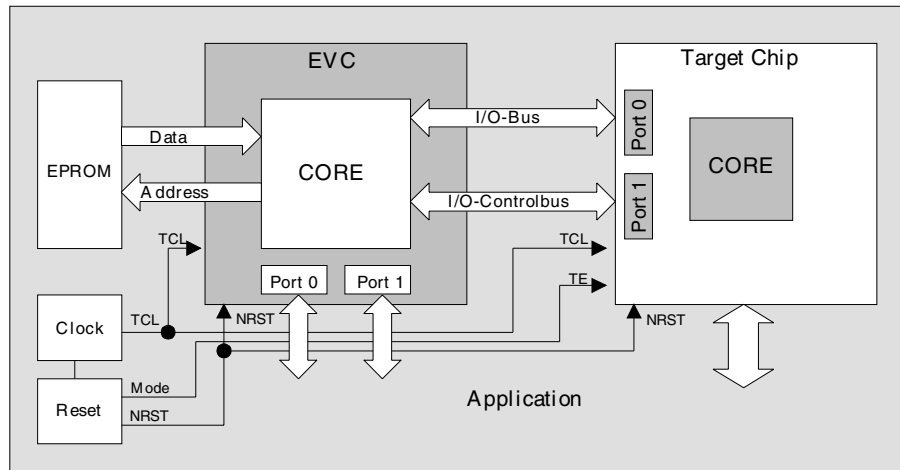 EVC
Target Chip
EPROM
Data
Address
CORE
I/O-Bus
I/O-Controlbus
Port 0
Port 1
CORE
TCL
TCL
TE
Port 0
Port 1
Clock
TCL
NRST
NRST
Reset
Mode
NRST
Application